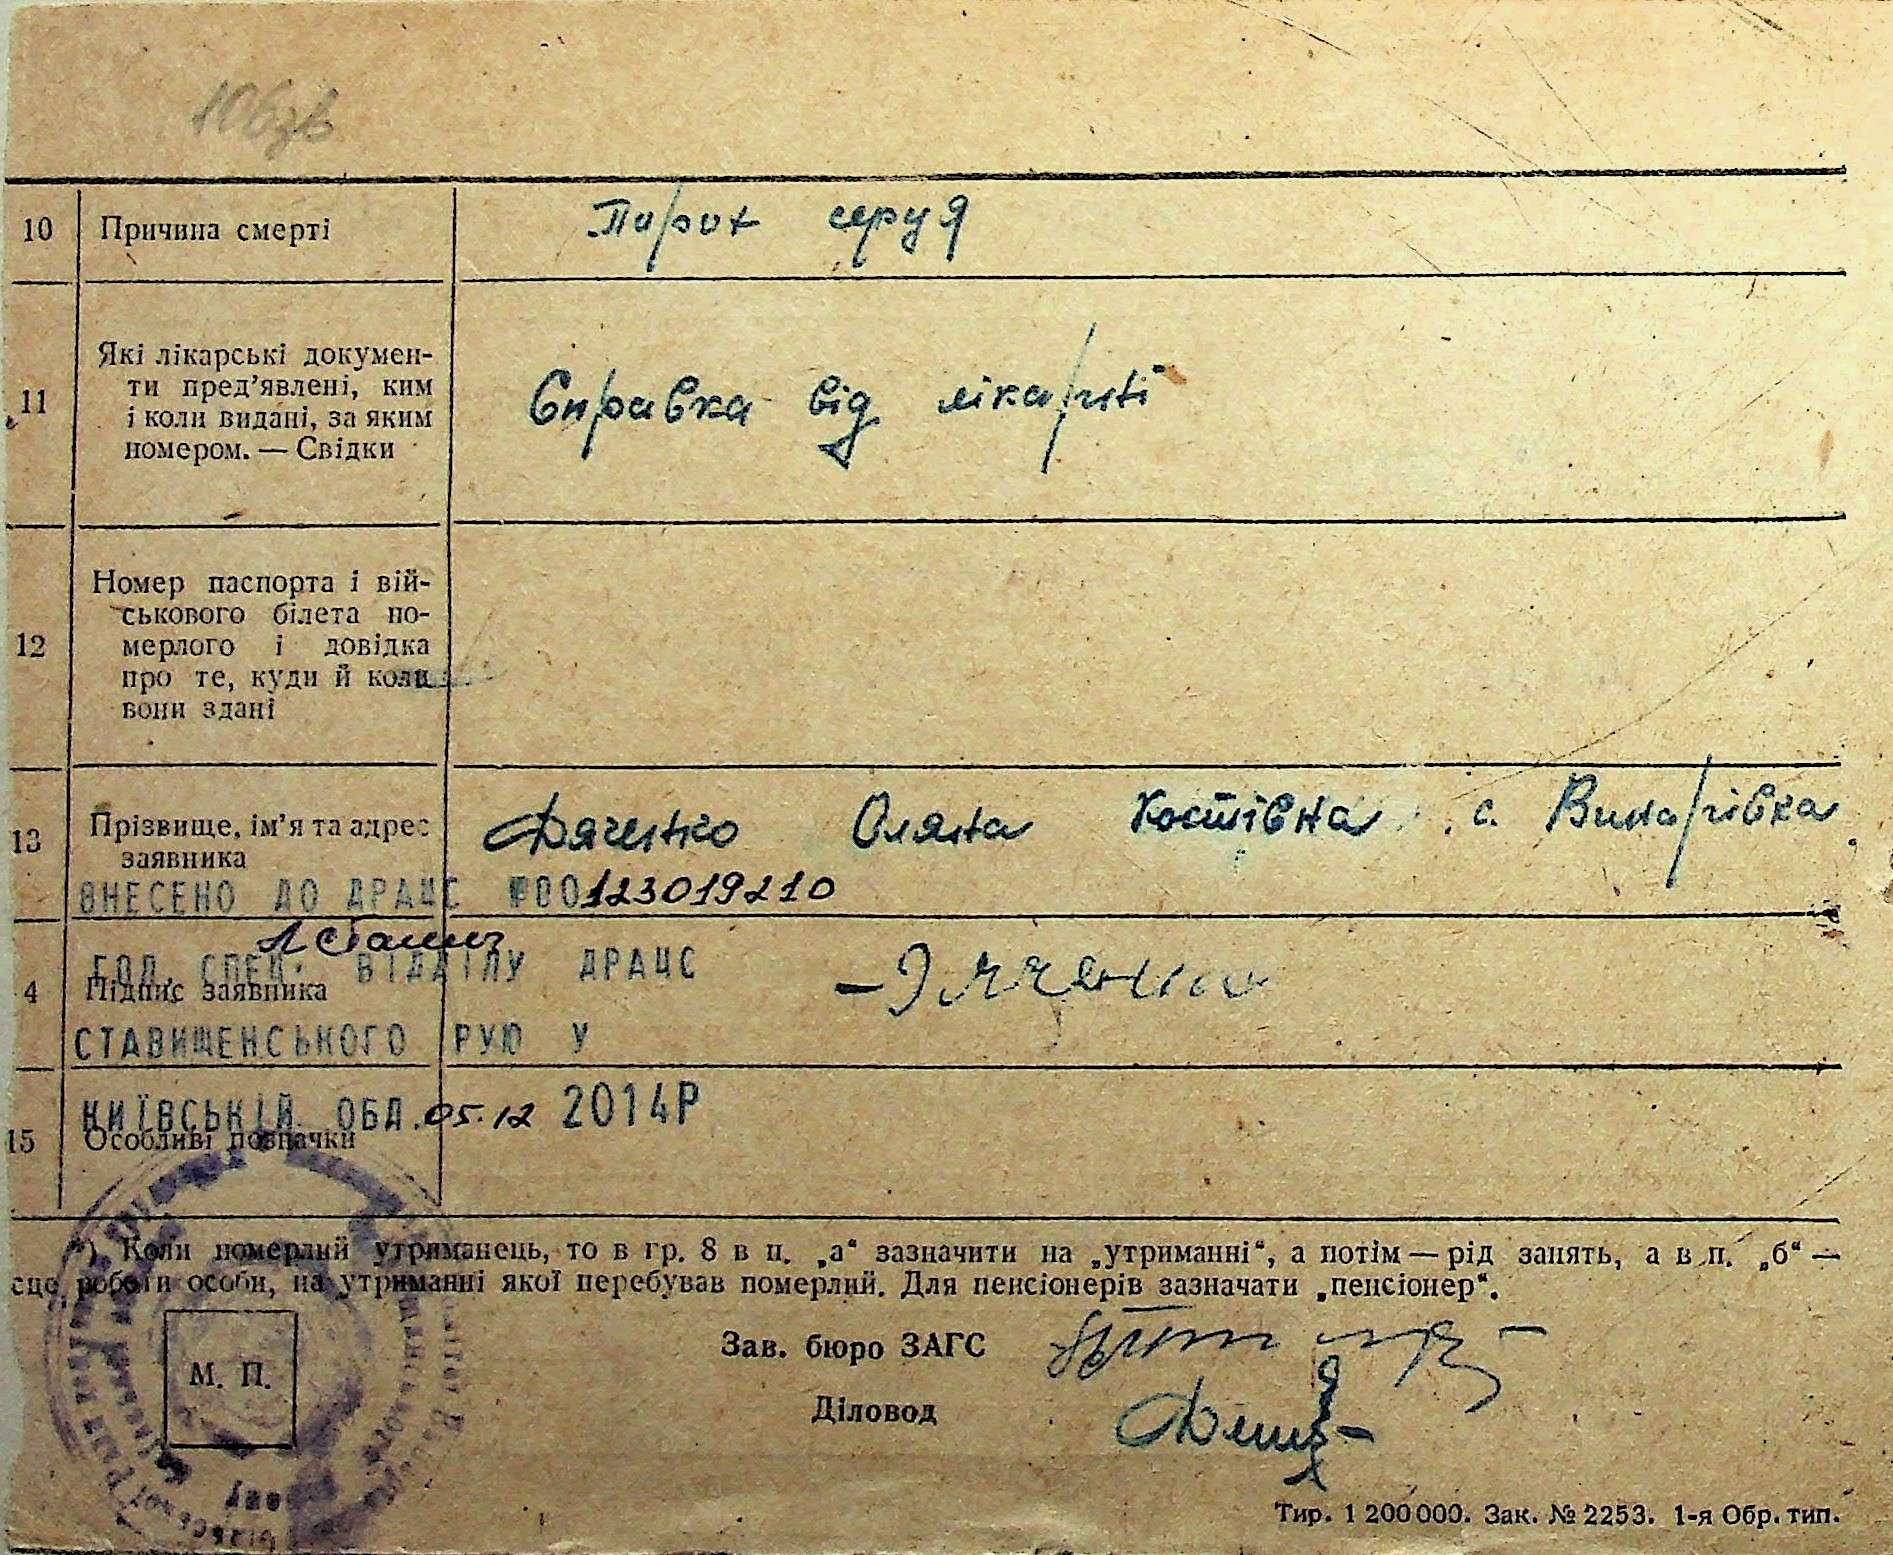 10
Причина смерті
Порок серця
11
Які лікарські докумен-
ти пред’явлені, ким
і коли видані, за яким
номером. — Свідки
Справка від лікарні
12
Номер паспорта і вій-
ськового білета по-
мерлого і довідка
про те, куди й коли
вони здані
13
Прізвище, ім’я та адрес
заявника
Дяченко Оляна Костівна с. Винарівка
ВНЕСЕНО ДО ДРАЦС №00123019210
ГОЛ. СПЕЦ. ВІДДІЛУ ДРАЦС
4
Підпис заявника
СТАВИЩЕНСЬКОГО РУЮ У
КИЇВСЬКІЙ ОБЛ. 05.12 2014Р
15
Особливі позначки
*) Коли померлий утриманець, то в гр. 8 в п. „а“ зазначити на „утриманні“, а потім — рід занять, а в п. „б“ —
сце роботи особи, на утриманні якої перебував померлий. Для пенсіонерів зазначати „пенсіонер“.
М. П.
Зав. бюро ЗАГС
Діловод
Тир. 1 200 000. Зак. № 2253. 1-я Обр. тип.